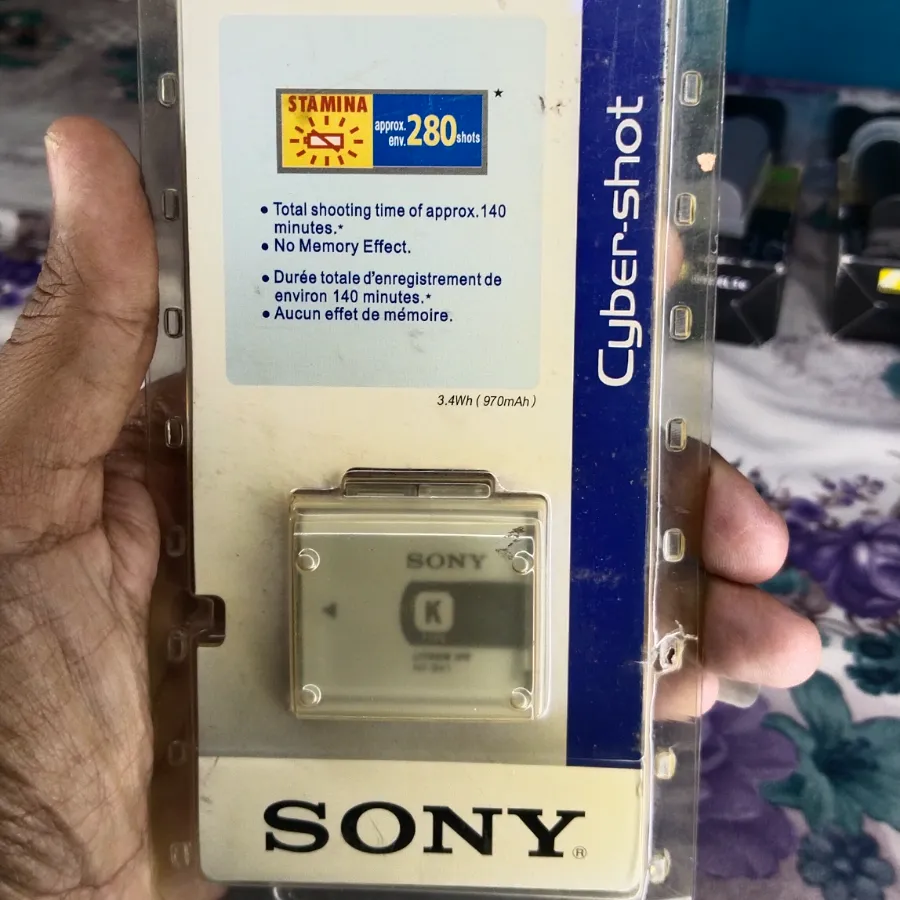 STAMINA
approx.
env. 280 shots
★
• Total shooting time of approx.140
minutes.★
• No Memory Effect.
• Durée totale d'enregistrement de
environ 140 minutes.★
• Aucun effet de mémoire.
3.4Wh ( 970mAh )
Cyber-shot
SONY
K
SONY®